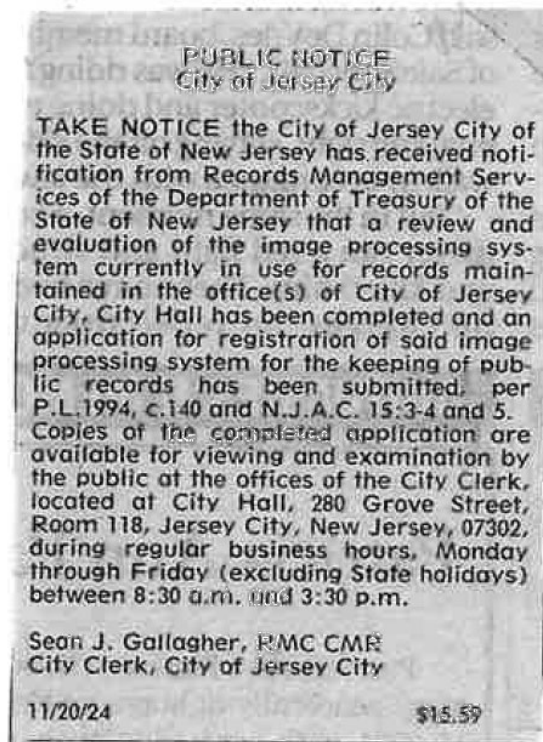 PUBLIC NOTICE
City of Jersey City
TAKE NOTICE the City of Jersey City of
the State of New Jersey has received noti-
fication from Records Management Serv-
ices of the Department of Treasury of the
State of New Jersey that a review and
evaluation of the image processing sys-
tem currently in use for records main-
tained in the office(s) of City of Jersey
City, City Hall has been completed and an
application for registration of said image
processing system for the keeping of pub-
lic records has been submitted, per
P.L.1994, c.140 and N.J.A.C. 15:3-4 and 5.
Copies of the completed application are
available for viewing and examination by
the public at the offices of the City Clerk,
located at City Hall, 280 Grove Street,
Room 118, Jersey City, New Jersey, 07302,
during regular business hours, Monday
through Friday (excluding State holidays)
between 8:30 a.m. and 3:30 p.m.
Sean J. Gallagher, RMC CMR
City Clerk, City of Jersey City
11/20/24 $15.59